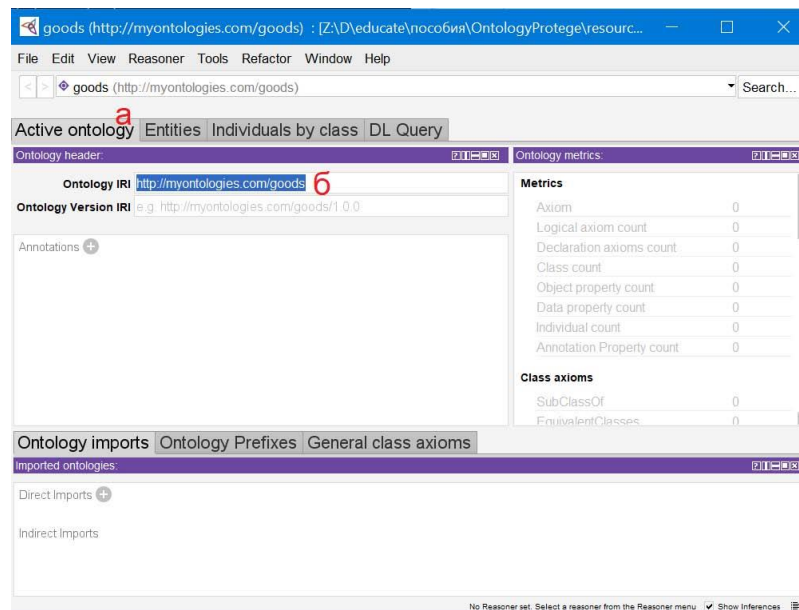 goods (http://myontologies.com/goods) : [Z:\D\educate\пособия\OntologyProtege\resourc...
File Edit View Reasoner Tools Refactor Window Help
< > goods (http://myontologies.com/goods) Search...
а
Active ontology Entities Individuals by class DL Query
Ontology header:
Ontology IRI http://myontologies.com/goods б
Ontology Version IRI e.g. http://myontologies.com/goods/1.0.0
Annotations
Ontology metrics:
Metrics
Axiom 0
Logical axiom count 0
Declaration axioms count 0
Class count 0
Object property count 0
Data property count 0
Individual count 0
Annotation Property count 0
Class axioms
SubClassOf 0
EquivalentClasses 0
Ontology imports Ontology Prefixes General class axioms
Imported ontologies:
Direct Imports
Indirect Imports
No Reasoner set. Select a reasoner from the Reasoner menu Show Inferences